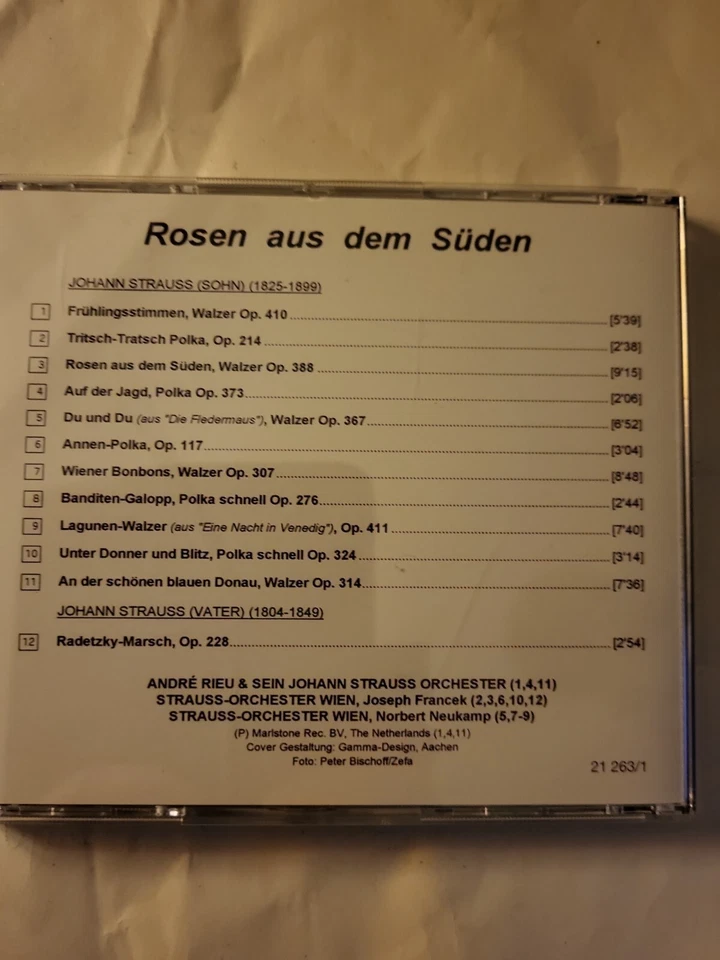 Rosen aus dem Süden
JOHANN STRAUSS (SOHN) (1825-1899)
1 Frühlingsstimmen, Walzer Op. 410 [5'39]
2 Tritsch-Tratsch Polka, Op. 214 [2'38]
3 Rosen aus dem Süden, Walzer Op. 388 [9'15]
4 Auf der Jagd, Polka Op. 373 [2'06]
5 Du und Du (aus "Die Fledermaus"), Walzer Op. 367 [6'52]
6 Annen-Polka, Op. 117 [3'04]
7 Wiener Bonbons, Walzer Op. 307 [8'48]
8 Banditen-Galopp, Polka schnell Op. 276 [2'44]
9 Lagunen-Walzer (aus "Eine Nacht in Venedig"), Op. 411 [7'40]
10 Unter Donner und Blitz, Polka schnell Op. 324 [3'14]
11 An der schönen blauen Donau, Walzer Op. 314 [7'36]
JOHANN STRAUSS (VATER) (1804-1849)
12 Radetzky-Marsch, Op. 228 [2'54]
ANDRÉ RIEU & SEIN JOHANN STRAUSS ORCHESTER (1,4,11)
STRAUSS-ORCHESTER WIEN, Joseph Francek (2,3,6,10,12)
STRAUSS-ORCHESTER WIEN, Norbert Neukamp (5,7-9)
(P) Marlstone Rec. BV, The Netherlands (1,4,11)
Cover Gestaltung: Gamma-Design, Aachen
Foto: Peter Bischoff/Zefa
21 263/1